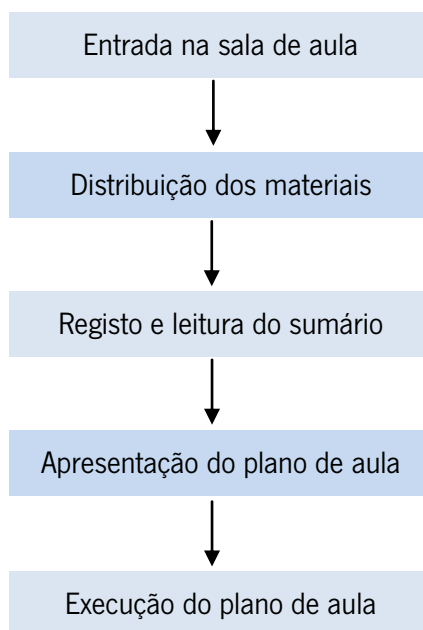 Entrada na sala de aula
Distribuição dos materiais
Registo e leitura do sumário
Apresentação do plano de aula
Execução do plano de aula